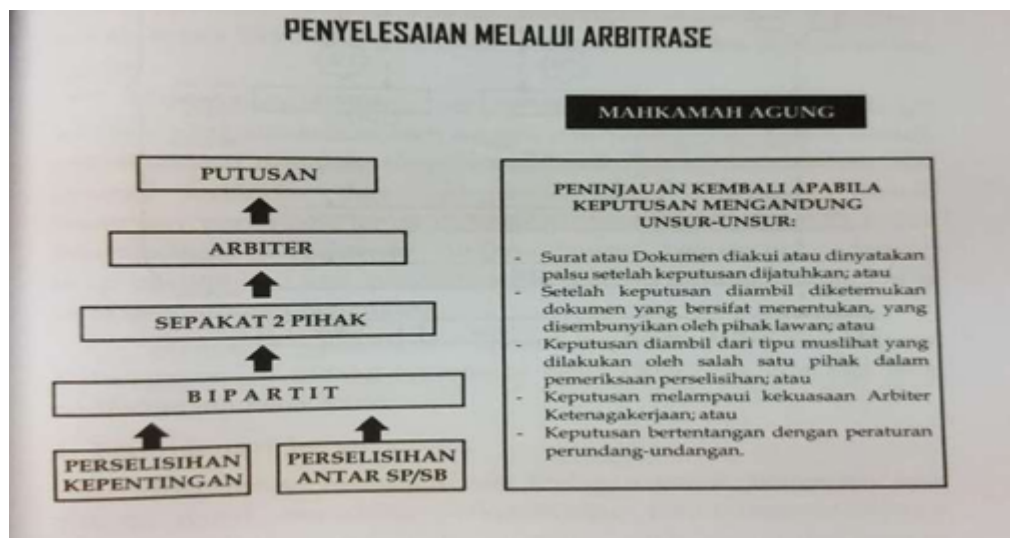 PENYELESAIAN MELALUI ARBITRASE
MAHKAMAH AGUNG
PUTUSAN
ARBITER
SEPAKAT 2 PIHAK
BIPARTIT
PERSELISIHAN
KEPENTINGAN
PERSELISIHAN
ANTAR SP/SB
PENINJAUAN KEMBALI APABILA
KEPUTUSAN MENGANDUNG
UNSUR-UNSUR:
- Surat atau Dokumen diakui atau dinyatakan
palsu setelah keputusan dijatuhkan; atau
- Setelah keputusan diambil diketemukan
dokumen yang bersifat menentukan, yang
disembunyikan oleh pihak lawan; atau
- Keputusan diambil dari tipu muslihat yang
dilakukan oleh salah satu pihak dalam
pemeriksaan perselisihan; atau
- Keputusan melampaui kekuasaan Arbiter
Ketenagakerjaan; atau
- Keputusan bertentangan dengan peraturan
perundang-undangan.